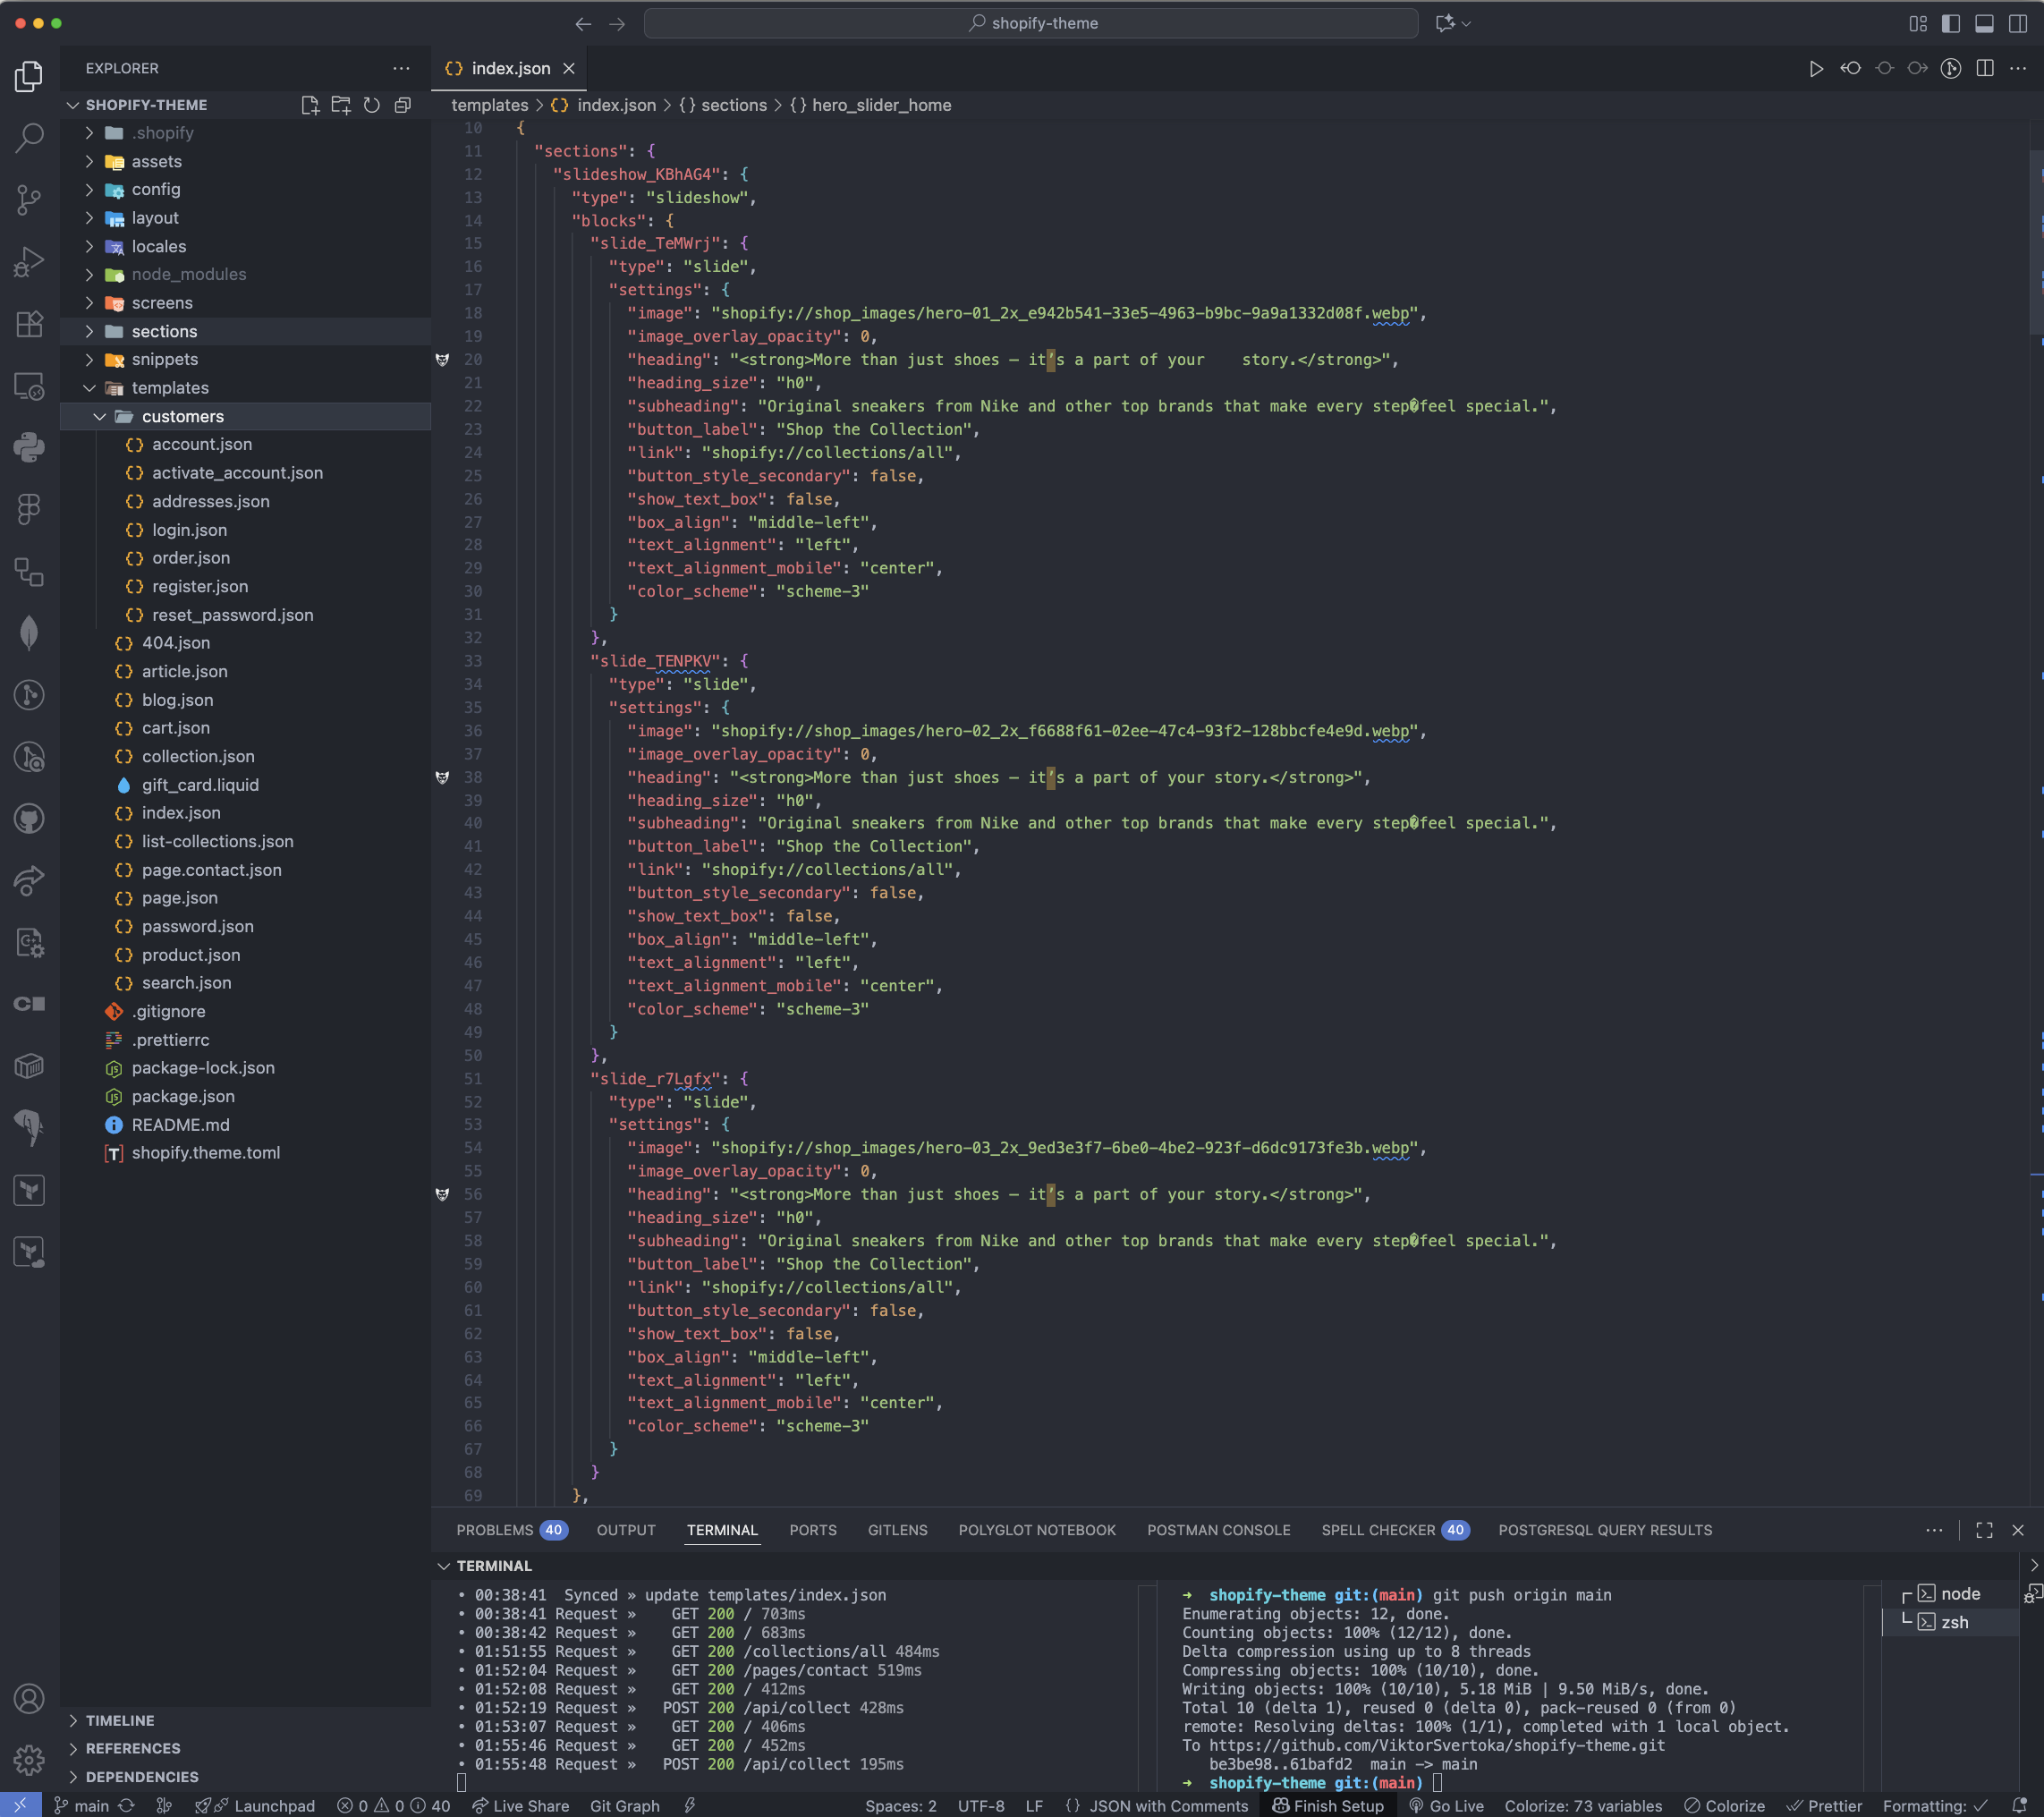 shopify-theme
EXPLORER
SHOPIFY-THEME
.shopify
assets
config
layout
locales
node_modules
screens
sections
snippets
templates
customers
account.json
activate_account.json
addresses.json
login.json
order.json
register.json
reset_password.json
404.json
article.json
blog.json
cart.json
collection.json
gift_card.liquid
index.json
list-collections.json
page.contact.json
page.json
password.json
product.json
search.json
.gitignore
.prettierrc
package-lock.json
package.json
README.md
shopify.theme.toml
TIMELINE
REFERENCES
DEPENDENCIES
index.json
templates > index.json > {} sections > {} hero_slider_home
10 {
11 "sections": {
12 "slideshow_KBhAG4": {
13 "type": "slideshow",
14 "blocks": {
15 "slide_TeMWrj": {
16 "type": "slide",
17 "settings": {
18 "image": "shopify://shop_images/hero-01_2x_e942b541-33e5-4963-b9bc-9a9a1332d08f.webp",
19 "image_overlay_opacity": 0,
20 "heading": "<strong>More than just shoes – it’s a part of your    story.</strong>",
21 "heading_size": "h0",
22 "subheading": "Original sneakers from Nike and other top brands that make every step�feel special.",
23 "button_label": "Shop the Collection",
24 "link": "shopify://collections/all",
25 "button_style_secondary": false,
26 "show_text_box": false,
27 "box_align": "middle-left",
28 "text_alignment": "left",
29 "text_alignment_mobile": "center",
30 "color_scheme": "scheme-3"
31 }
32 },
33 "slide_TENPKV": {
34 "type": "slide",
35 "settings": {
36 "image": "shopify://shop_images/hero-02_2x_f6688f61-02ee-47c4-93f2-128bbcfe4e9d.webp",
37 "image_overlay_opacity": 0,
38 "heading": "<strong>More than just shoes – it’s a part of your story.</strong>",
39 "heading_size": "h0",
40 "subheading": "Original sneakers from Nike and other top brands that make every step�feel special.",
41 "button_label": "Shop the Collection",
42 "link": "shopify://collections/all",
43 "button_style_secondary": false,
44 "show_text_box": false,
45 "box_align": "middle-left",
46 "text_alignment": "left",
47 "text_alignment_mobile": "center",
48 "color_scheme": "scheme-3"
49 }
50 },
51 "slide_r7Lgfx": {
52 "type": "slide",
53 "settings": {
54 "image": "shopify://shop_images/hero-03_2x_9ed3e3f7-6be0-4be2-923f-d6dc9173fe3b.webp",
55 "image_overlay_opacity": 0,
56 "heading": "<strong>More than just shoes – it’s a part of your story.</strong>",
57 "heading_size": "h0",
58 "subheading": "Original sneakers from Nike and other top brands that make every step�feel special.",
59 "button_label": "Shop the Collection",
60 "link": "shopify://collections/all",
61 "button_style_secondary": false,
62 "show_text_box": false,
63 "box_align": "middle-left",
64 "text_alignment": "left",
65 "text_alignment_mobile": "center",
66 "color_scheme": "scheme-3"
67 }
68 }
69 },
PROBLEMS 40 OUTPUT TERMINAL PORTS GITLENS POLYGLOT NOTEBOOK POSTMAN CONSOLE SPELL CHECKER 40 POSTGRESQL QUERY RESULTS
TERMINAL
• 00:38:41 Synced » update templates/index.json
• 00:38:41 Request » GET 200 / 703ms
• 00:38:42 Request » GET 200 / 683ms
• 01:51:55 Request » GET 200 /collections/all 484ms
• 01:52:04 Request » GET 200 /pages/contact 519ms
• 01:52:08 Request » GET 200 / 412ms
• 01:52:19 Request » POST 200 /api/collect 428ms
• 01:53:07 Request » GET 200 / 406ms
• 01:55:46 Request » GET 200 / 452ms
• 01:55:48 Request » POST 200 /api/collect 195ms
➜ shopify-theme git:(main) git push origin main
Enumerating objects: 12, done.
Counting objects: 100% (12/12), done.
Delta compression using up to 8 threads
Compressing objects: 100% (10/10), done.
Writing objects: 100% (10/10), 5.18 MiB | 9.50 MiB/s, done.
Total 10 (delta 1), reused 0 (delta 0), pack-reused 0 (from 0)
remote: Resolving deltas: 100% (1/1), completed with 1 local object.
To https://github.com/ViktorSvertoka/shopify-theme.git
be3be98..61bafd2 main -> main
➜ shopify-theme git:(main)
node
zsh
main Launchpad 0 0 40 Live Share Git Graph Spaces: 2 UTF-8 LF {} JSON with Comments Finish Setup Go Live Colorize: 73 variables Colorize Prettier Formatting: ✓